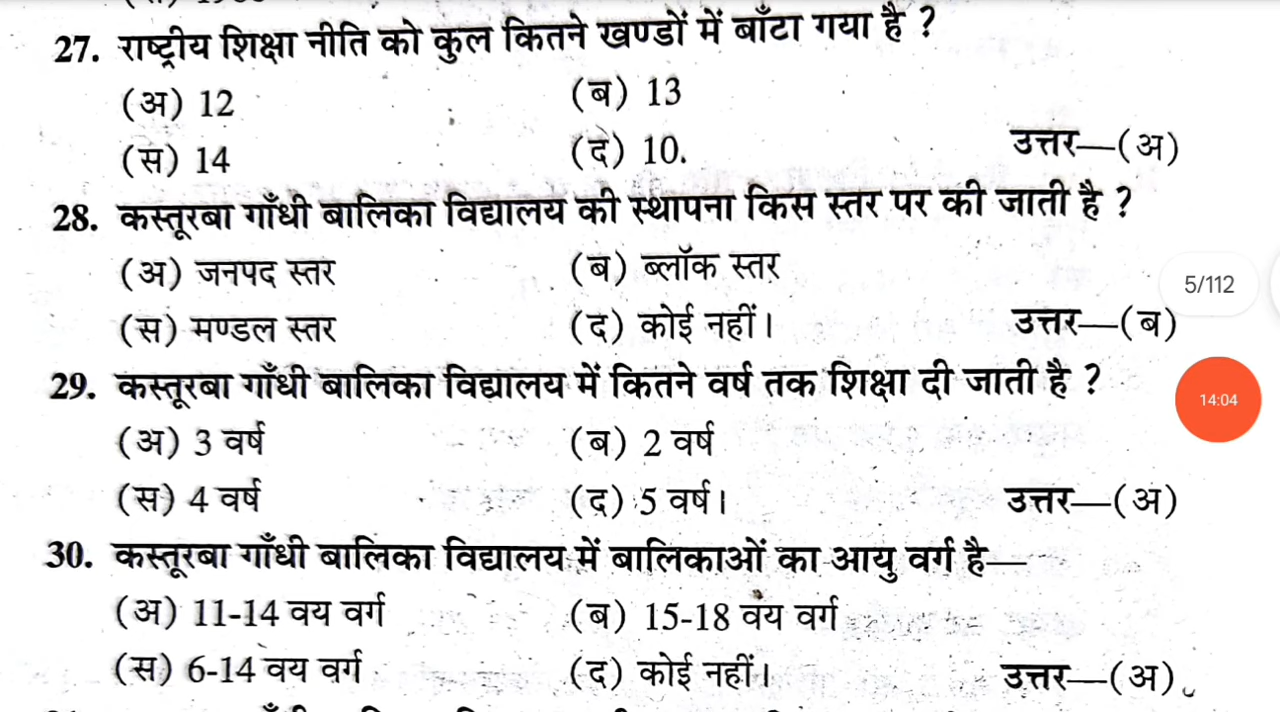 27. राष्ट्रीय शिक्षा नीति को कुल कितने खण्डों में बाँटा गया है ?
(अ) 12 (ब) 13
(स) 14 (द) 10. उत्तर—(अ)
28. कस्तूरबा गाँधी बालिका विद्यालय की स्थापना किस स्तर पर की जाती है ?
(अ) जनपद स्तर (ब) ब्लॉक स्तर
5/112
(स) मण्डल स्तर (द) कोई नहीं। उत्तर—(ब)
29. कस्तूरबा गाँधी बालिका विद्यालय में कितने वर्ष तक शिक्षा दी जाती है ?
14:04
(अ) 3 वर्ष (ब) 2 वर्ष
(स) 4 वर्ष (द) 5 वर्ष। उत्तर—(अ)
30. कस्तूरबा गाँधी बालिका विद्यालय में बालिकाओं का आयु वर्ग है—
(अ) 11-14 वय वर्ग (ब) 15-18 वय वर्ग
(स) 6-14 वय वर्ग (द) कोई नहीं। उत्तर—(अ)